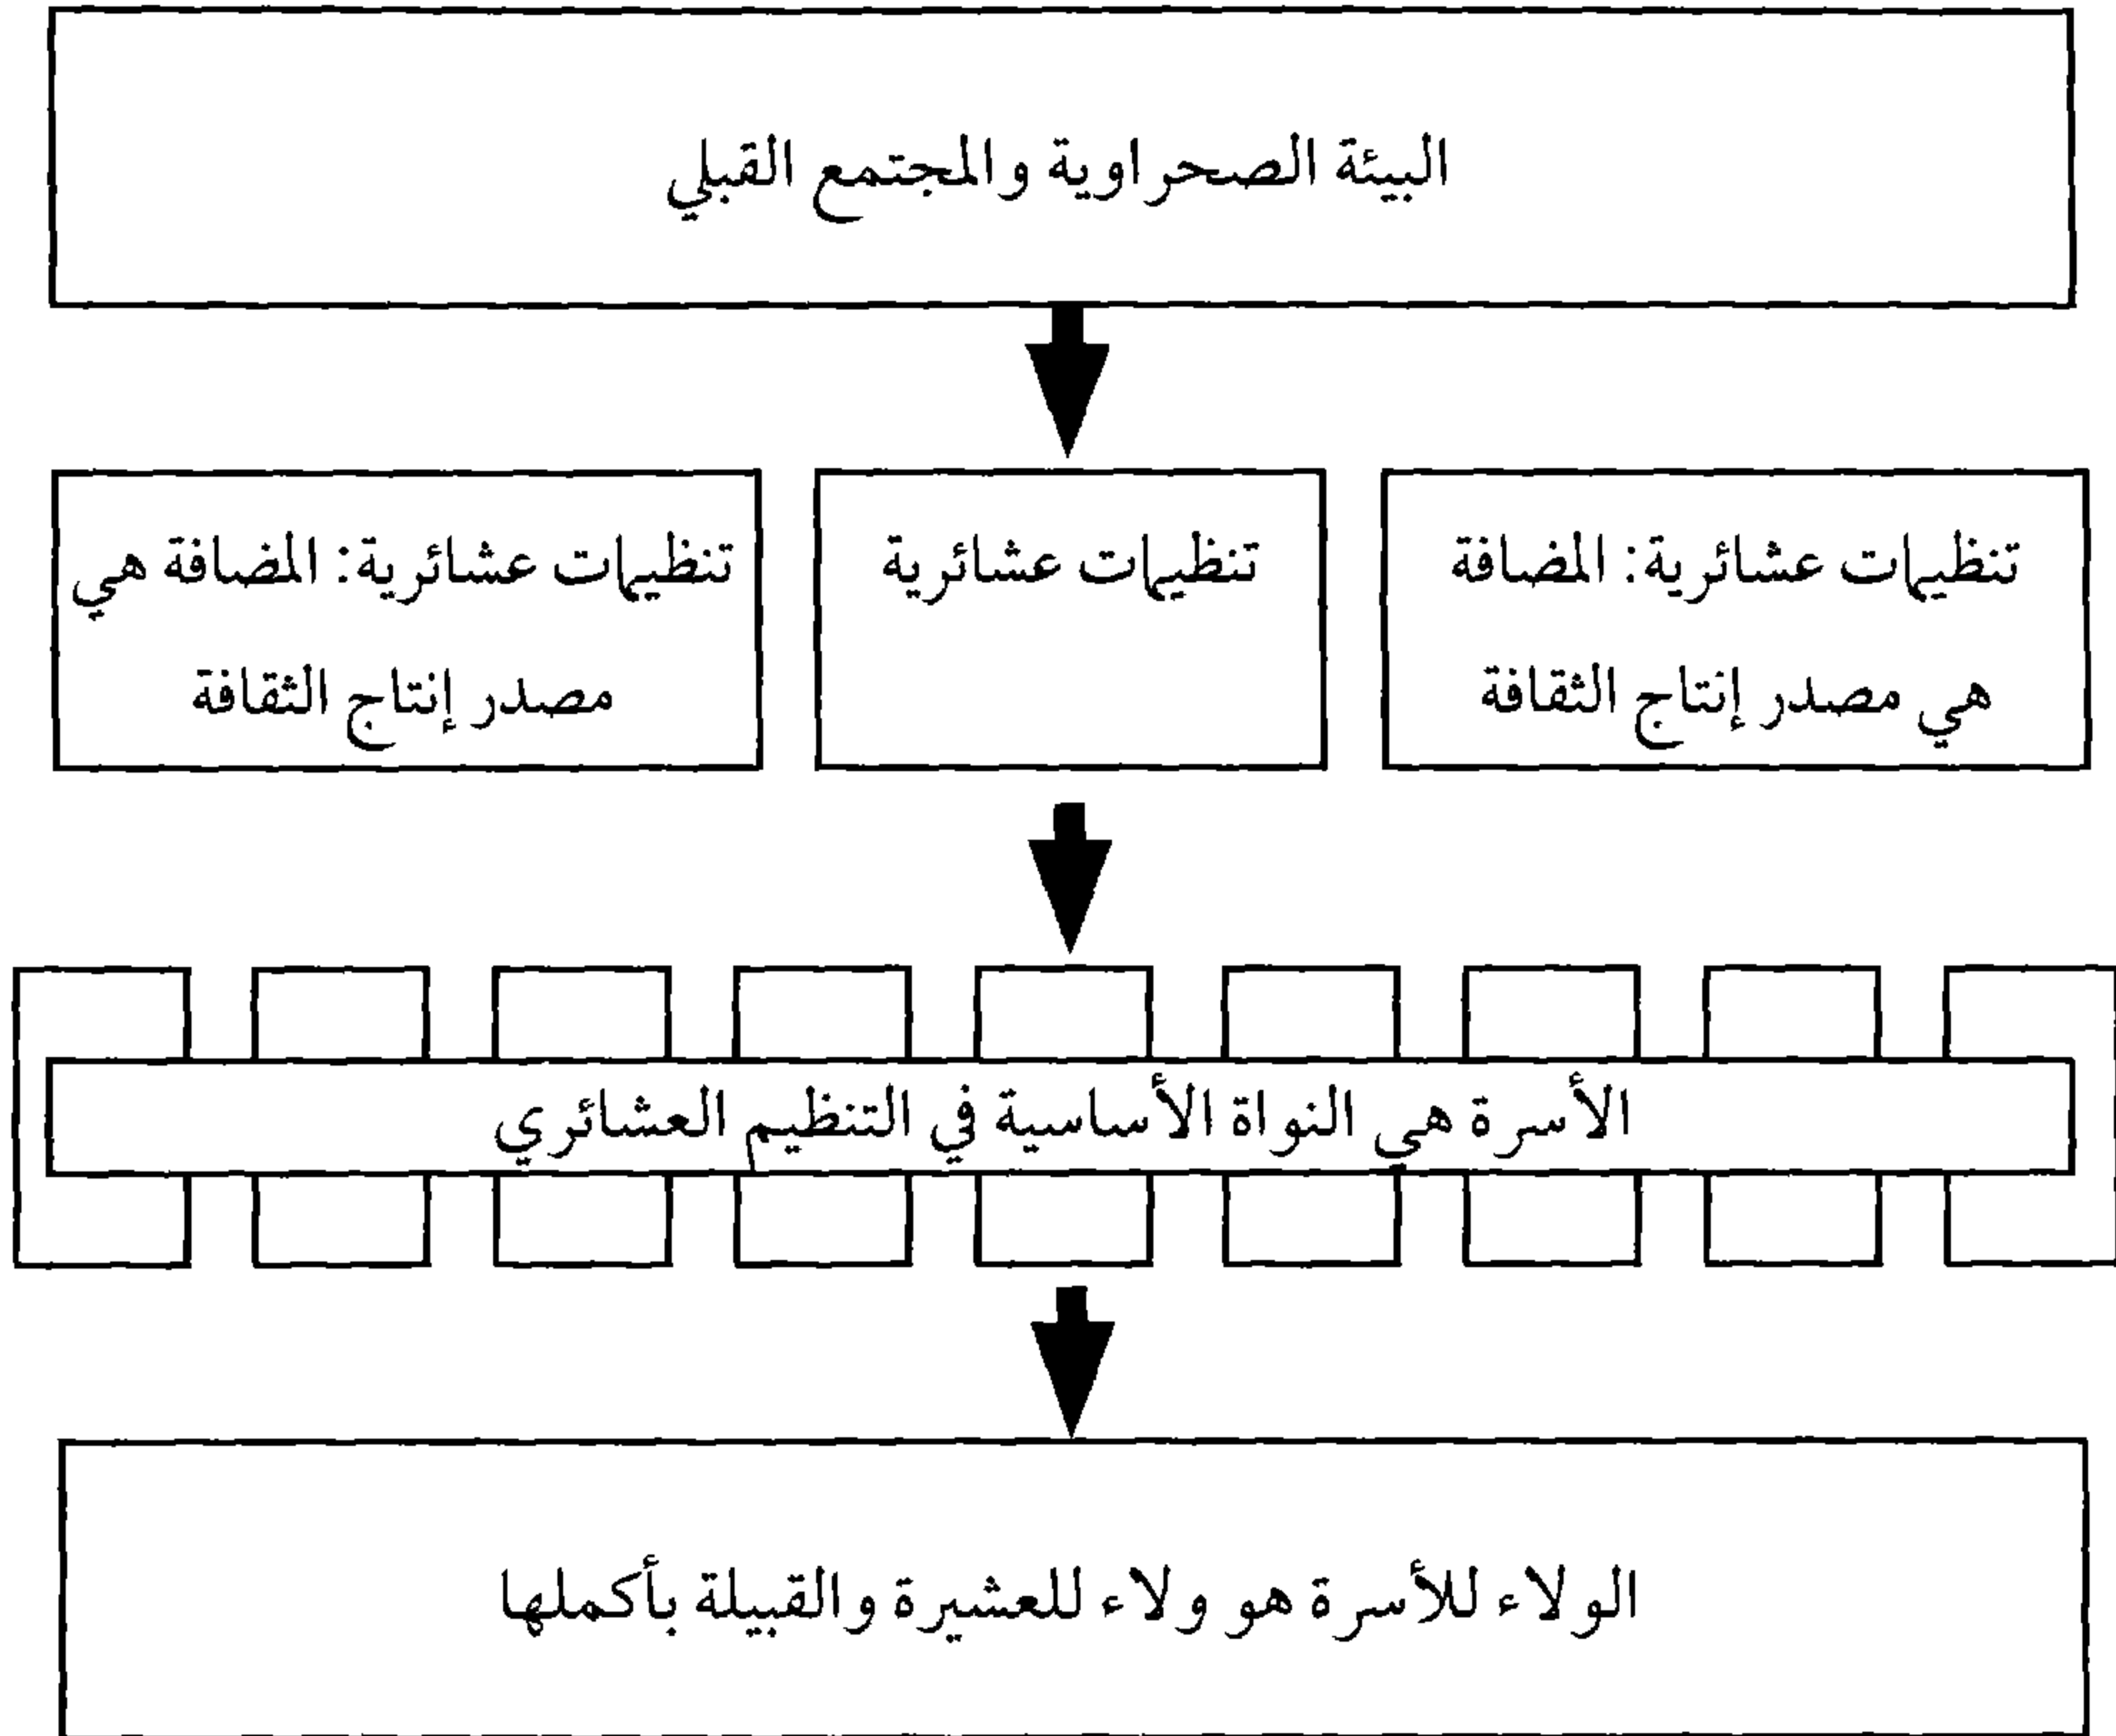 البيئة الصحراوية والمجتمع القبلي
تنظيمات عشائرية: المضافة
هي مصدر إنتاج الثقافة
تنظيمات عشائرية
تنظيمات عشائرية: المضافة هي
مصدر إنتاج الثقافة
الأسرة هي النواة الأساسية في التنظيم العشائري
الولاء للأسرة هو ولاء للعشيرة والقبيلة بأكملها